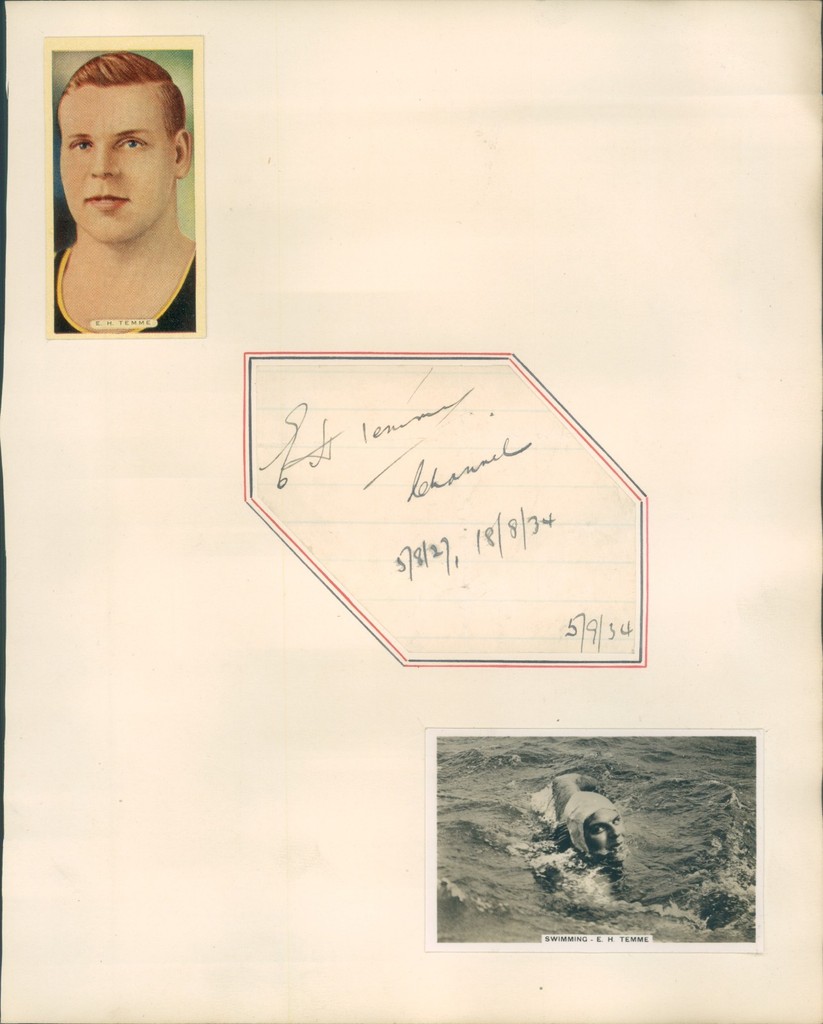 E. H. TEMME
E H Temme
Channel
5/8/27, 18/8/34
5/9/34
SWIMMING - E. H. TEMME